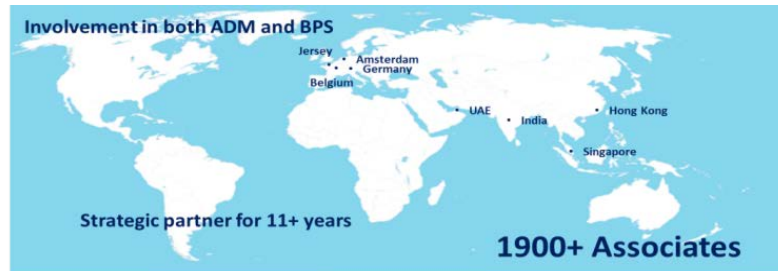 Involvement in both ADM and BPS
Jersey
Amsterdam
Germany
Belgium
UAE
India
Hong Kong
Singapore
Strategic partner for 11+ years
1900+ Associates